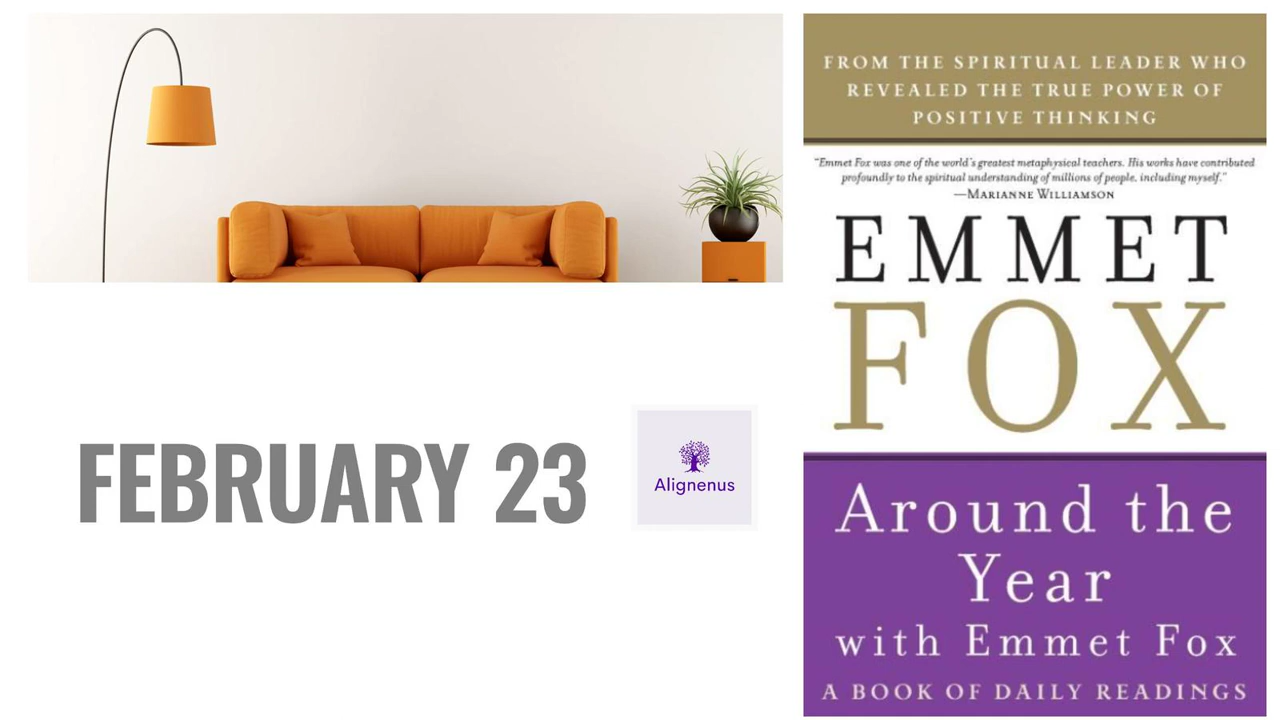 FEBRUARY 23
Alignenus
FROM THE SPIRITUAL LEADER WHO
REVEALED THE TRUE POWER OF
POSITIVE THINKING
"Emmet Fox was one of the world's greatest metaphysical teachers. His works have contributed
profoundly to the spiritual understanding of millions of people, including myself."
—MARIANNE WILLIAMSON
EMMET
FOX
Around the
Year
with Emmet Fox
A BOOK OF DAILY READINGS